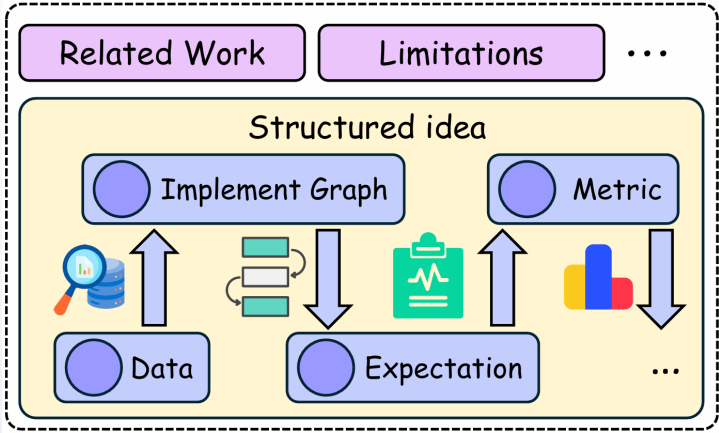 Related Work
Limitations
...
Structured idea
Implement Graph
Metric
Data
Expectation
...